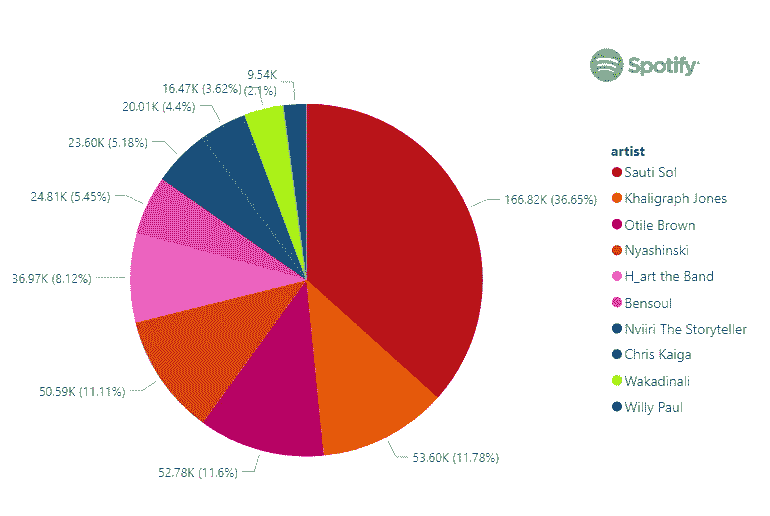 9.54K
(2.1%)
16.47K (3.62%)
20.01K (4.4%)
23.60K (5.18%)
24.81K (5.45%)
36.97K (8.12%)
50.59K (11.11%)
52.78K (11.6%)
53.60K (11.78%)
166.82K (36.65%)
Spotify
artist
Sauti Sol
Khaligraph Jones
Otile Brown
Nyashinski
H_art the Band
Bensoul
Nviiri The Storyteller
Chris Kaiga
Wakadinali
Willy Paul